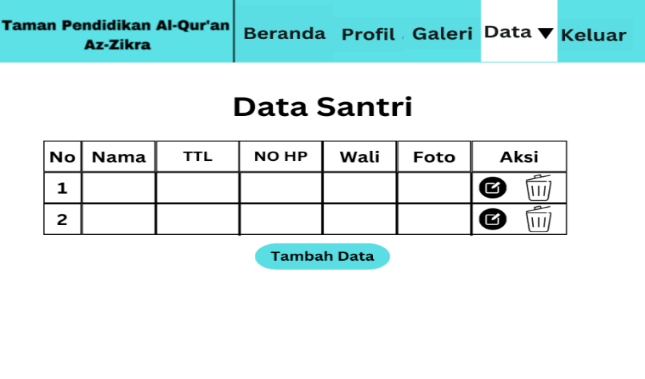 Taman Pendidikan Al-Qur'an
Az-Zikra
Beranda Profil Galeri Data ▼ Keluar
Data Santri
No Nama TTL NO HP Wali Foto Aksi
1
2
Tambah Data